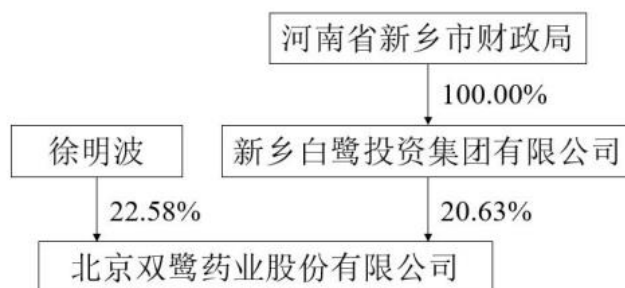 河南省新乡市财政局
100.00%
徐明波
新乡白鹭投资集团有限公司
22.58%
20.63%
北京双鹭药业股份有限公司